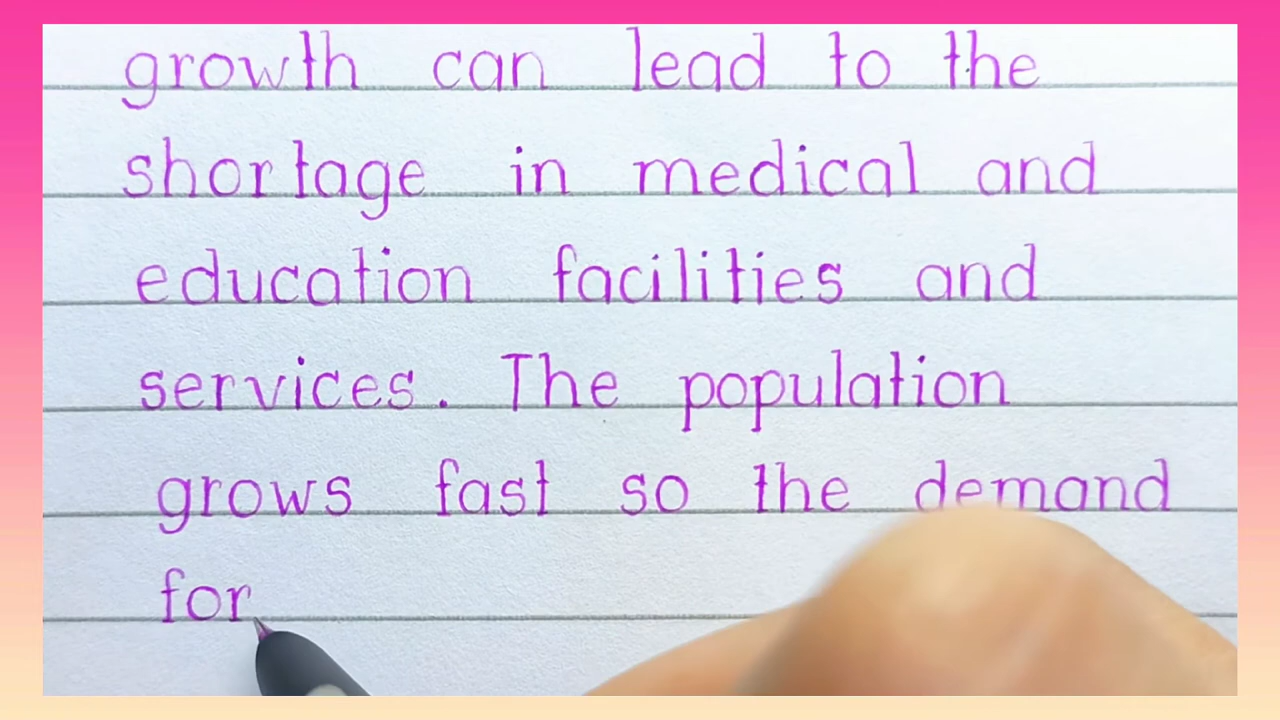 growth can lead to the
shortage in medical and
education facilities and
services. The population
grows fast so the demand
for